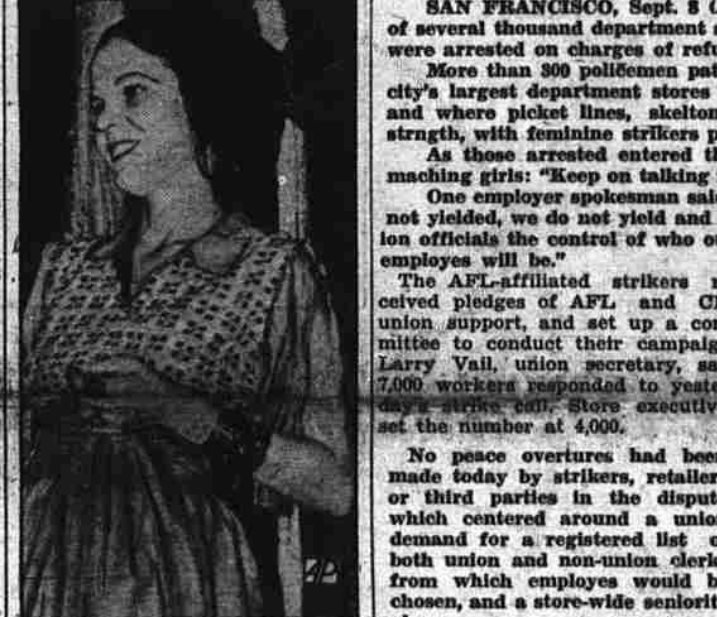 SAN FRANCISCO, Sept. 8 (
of several thousand department
were arrested on charges of refu
More than 300 poli6emen pat
city's largest department stores
and where picket lines, skelton
strngth, with feminine strikers p
As those arrested entered th
maching girls: "Keep on talking
One employer spokesman said
not yielded, we do not yield and
ion officials the control of who o
employes will be."
The AFL-affiliated strikers
ceived pledges of AFL and CI
union support, and set up a com
mittee to conduct their campaig
Larry Vail, union secretary, sa
7,000 workers responded to yeste
day's strike call. Store executiv
set the number at 4,000.
No peace overtures had been
made today by strikers, retailer
or third parties in the disput
which centered around a unio
demand for a registered list o
both union and non-union clerk
from which employes would b
chosen, and a store-wide seniorit
AP